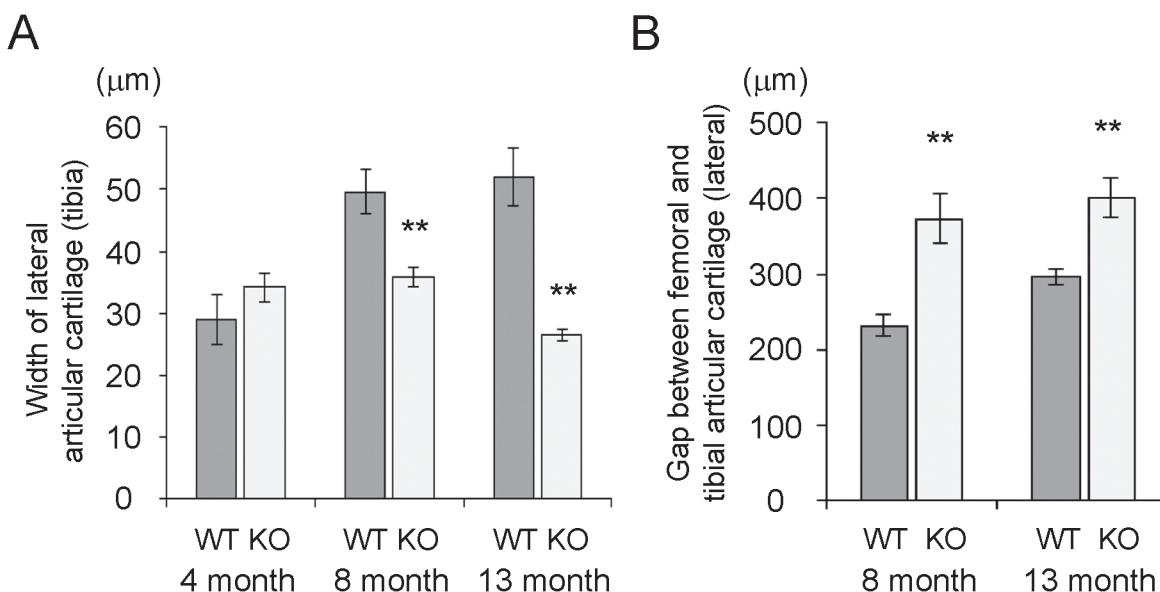 A
(μm)
Width of lateral
articular cartilage (tibia)
60
50
40
30
20
10
0
**
**
WT KO
WT KO
WT KO
4 month
8 month
13 month
B
(μm)
Gap between femoral and
tibial articular cartilage (lateral)
500
400
300
200
100
0
**
**
WT KO
WT KO
8 month
13 month